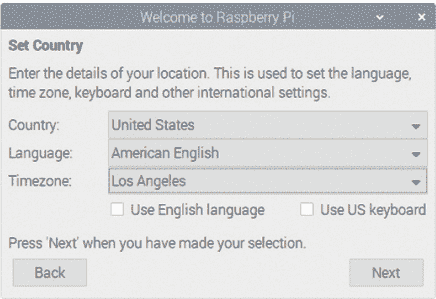 Welcome to Raspberry Pi
Set Country
Enter the details of your location. This is used to set the language,
time zone, keyboard and other international settings.
Country: United States
Language: American English
Timezone: Los Angeles
Use English language Use US keyboard
Press 'Next' when you have made your selection.
Back Next